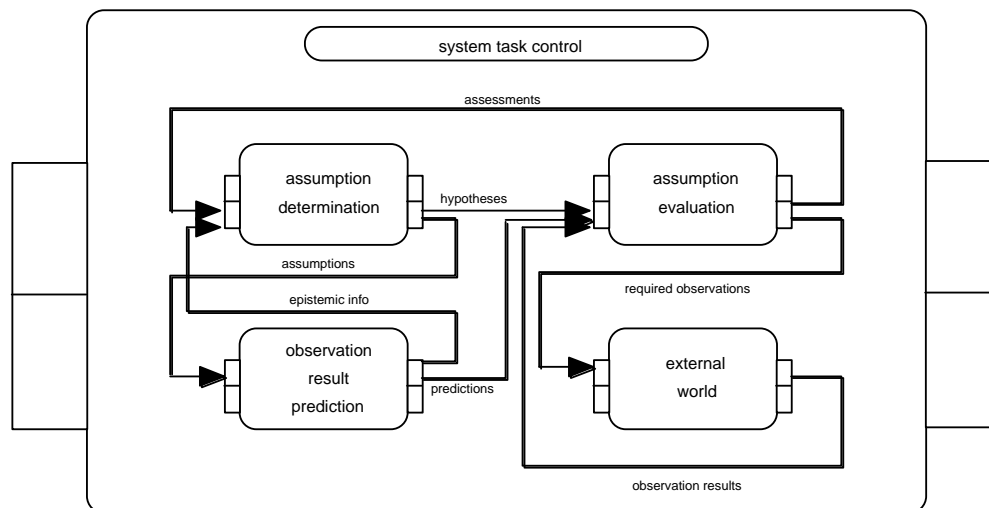 system task control
assessments
assumption
determination
assumption
evaluation
hypotheses
assumptions
required observations
epistemic info
observation
result
prediction
external
world
predictions
observation results